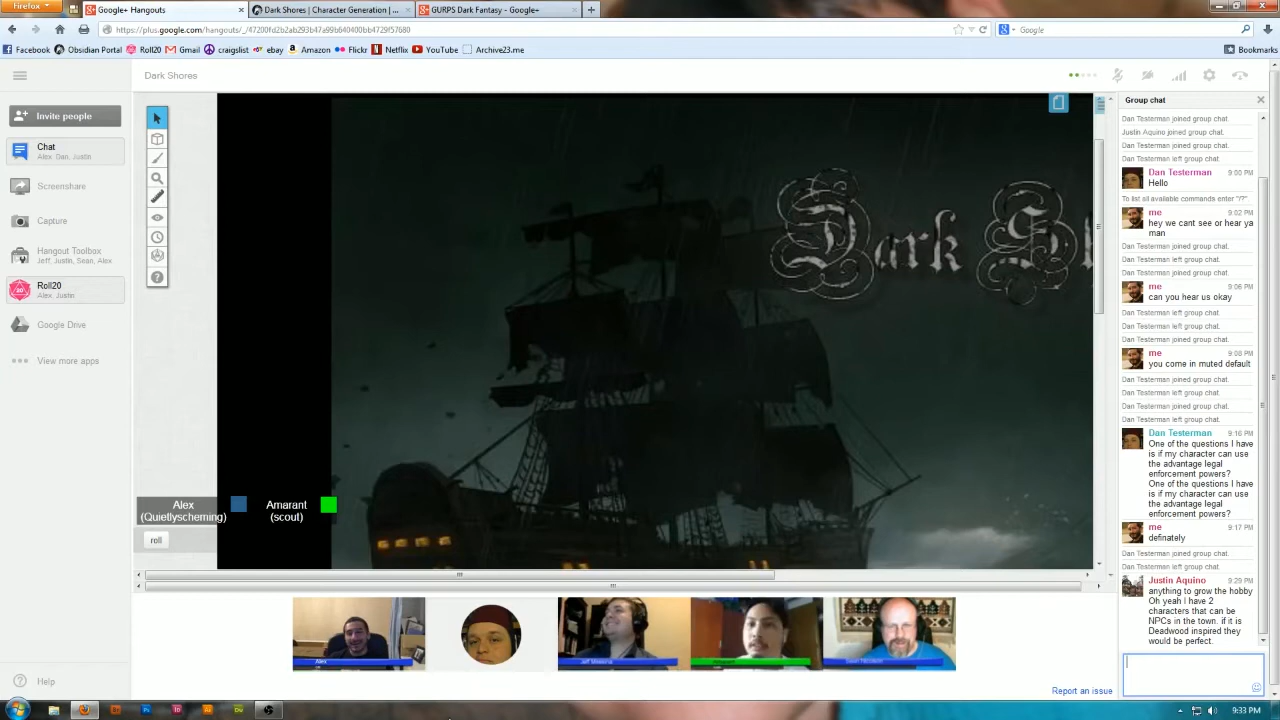 Firefox
Google+ Hangouts
Dark Shores | Character Generation | ...
GURPS Dark Fantasy - Google+
https://plus.google.com/hangouts/_/47200fd2b2ab293b47a99b640400bb4729f57680
Google
Facebook
Obsidian Portal
Roll20
Gmail
craigslist
ebay
Amazon
Flickr
Netflix
YouTube
Archive23.me
Bookmarks
Dark Shores
Invite people
Chat
Alex, Dan, Justin
Screenshare
Capture
Hangout Toolbox
Jeff, Justin, Sean, Alex
Roll20
Alex, Justin
Google Drive
View more apps
Help
Dark Sh
Alex
(Quietlyscheming)
Amarant
(scout)
roll
Alex
Jeff
Sean
Report an issue
Group chat
Dan Testerman joined group chat.
Justin Aquino joined group chat.
Dan Testerman joined group chat.
Dan Testerman left group chat.
Dan Testerman 9:00 PM
Hello
To list all available commands enter "/?"
me 9:02 PM
hey we cant see or hear ya
man
Dan Testerman joined group chat.
Dan Testerman left group chat.
Dan Testerman joined group chat.
me 9:06 PM
can you hear us okay
Dan Testerman left group chat.
Dan Testerman left group chat.
Dan Testerman joined group chat.
me 9:08 PM
you come in muted default
Dan Testerman joined group chat.
Dan Testerman left group chat.
Dan Testerman joined group chat.
Dan Testerman left group chat.
Dan Testerman 9:16 PM
One of the questions I have
is if my character can use
the advantage legal
enforcement powers?
One of the questions I have
is if my character can use
the advantage legal
enforcement powers?
me 9:17 PM
definately
Dan Testerman joined group chat.
Dan Testerman left group chat.
Justin Aquino 9:29 PM
anything to grow the hobby
Oh yeah I have 2
characters that can be
NPCs in the town. if it is
Deadwood inspired they
would be perfect.
9:33 PM